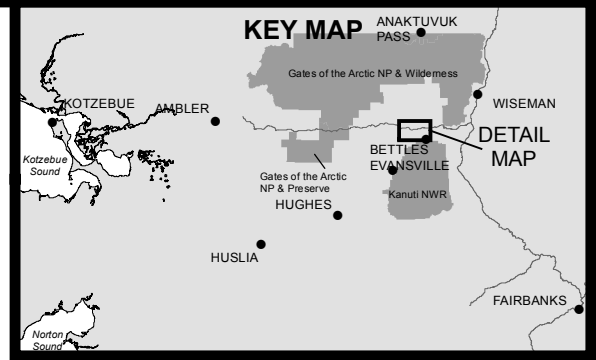 KEY MAP
ANAKTUVUK
PASS
Gates of the Arctic NP & Wilderness
KOTZEBUE
AMBLER
WISEMAN
DETAIL
MAP
Kotzebue
Sound
BETTLES
EVANSVILLE
Gates of the Arctic
NP & Preserve
Kanuti NWR
HUGHES
HUSLIA
FAIRBANKS
Norton
Sound